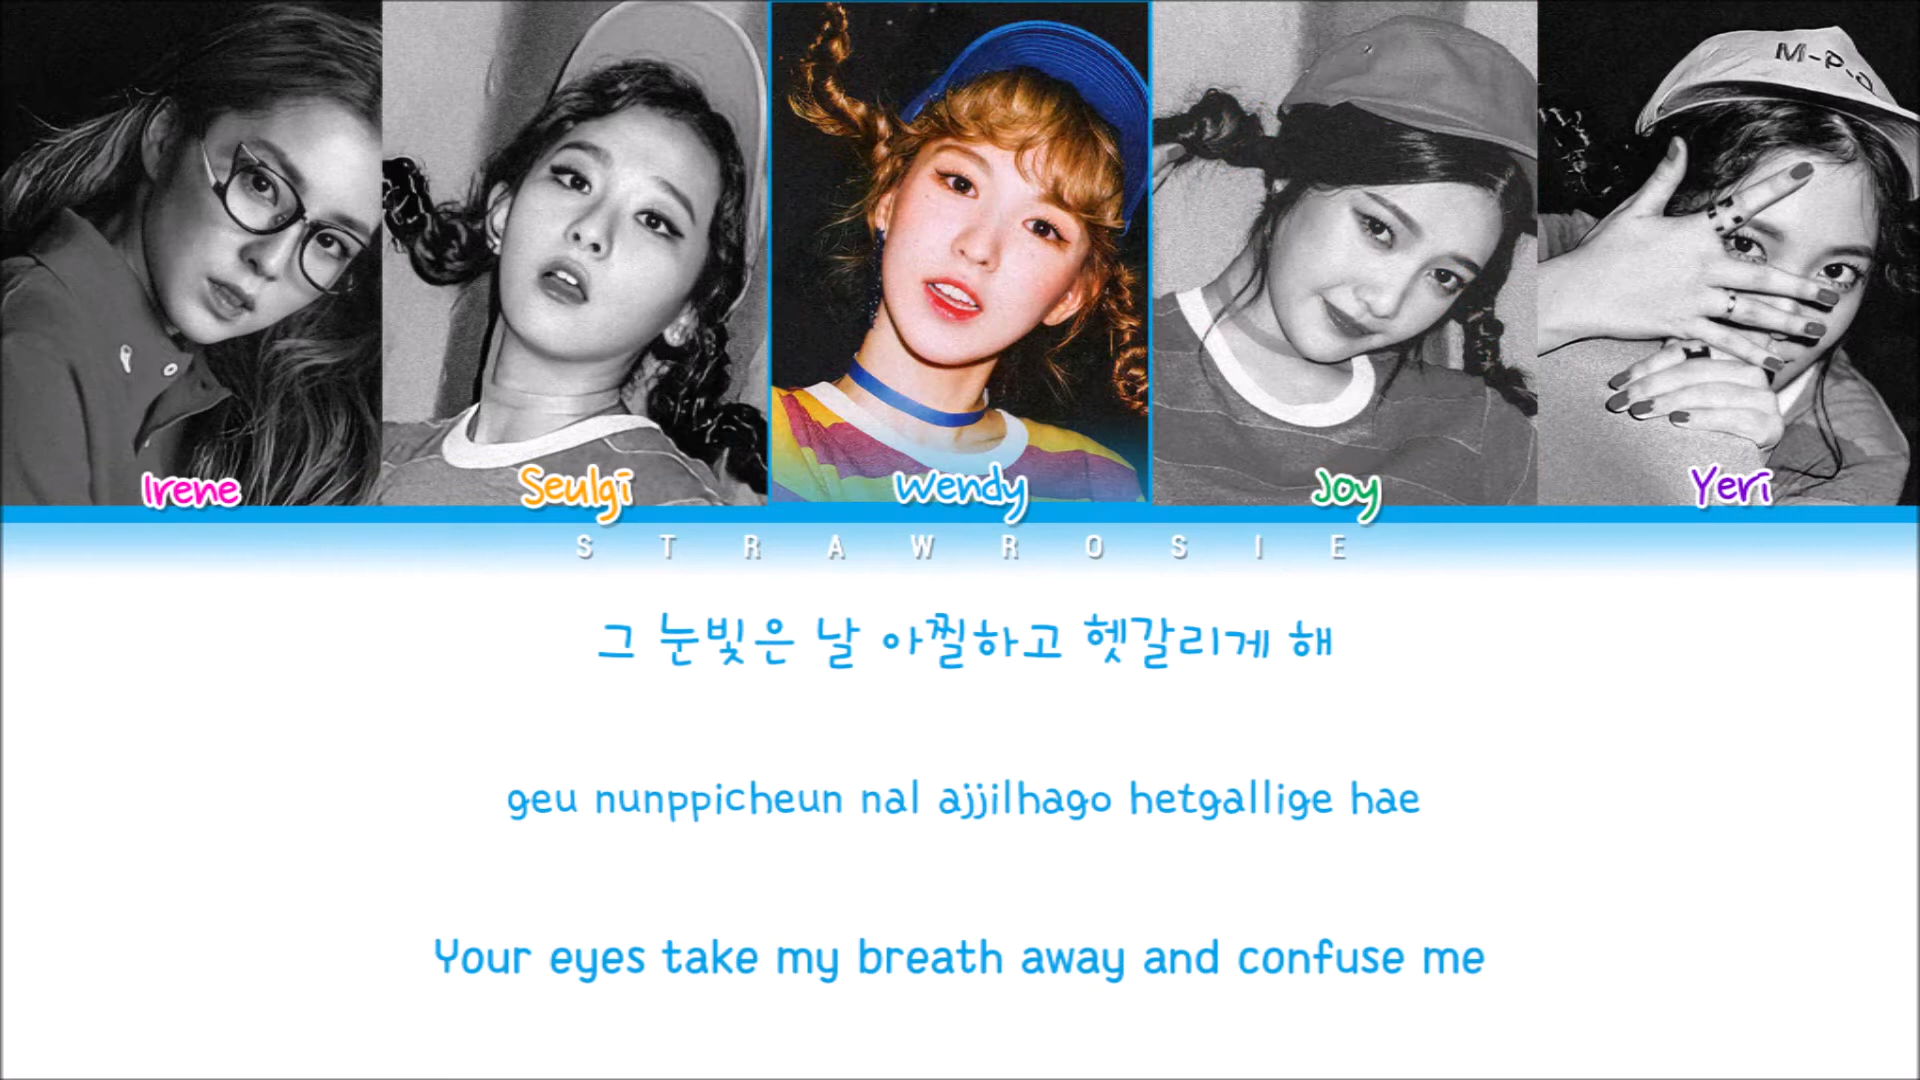 M-P-Q
Irene
Seulgi
Wendy
Joy
Yeri
STRAWROSIE
그 눈빛은 날 아찔하고 헷갈리게 해
geu nunppicheun nal ajjilhago hetgallige hae
Your eyes take my breath away and confuse me